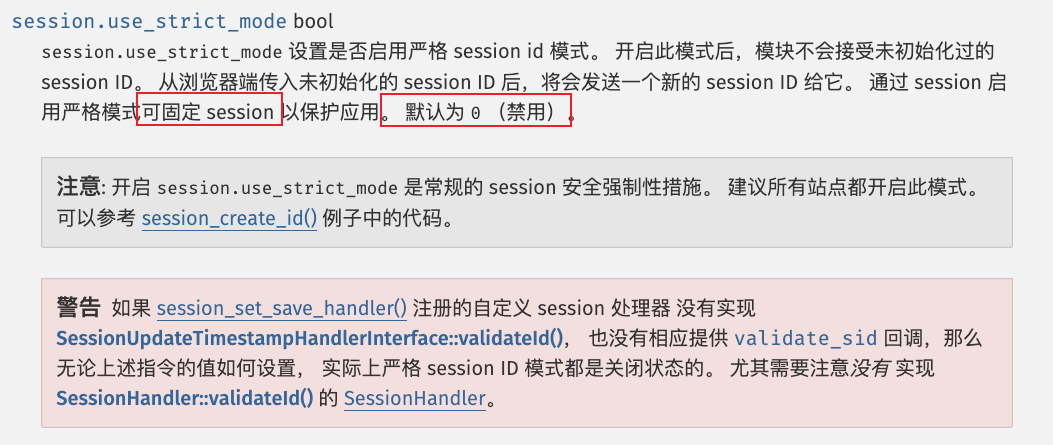 session.use_strict_mode bool
session.use_strict_mode 设置是否启用严格 session id 模式。 开启此模式后，模块不会接受未初始化过的
session ID。 从浏览器端传入未初始化的 session ID 后，将会发送一个新的 session ID 给它。 通过 session 启
用严格模式可固定 session 以保护应用。 默认为 0 （禁用）。
注意: 开启 session.use_strict_mode 是常规的 session 安全强制性措施。 建议所有站点都开启此模式。
可以参考 session_create_id() 例子中的代码。
警告 如果 session_set_save_handler() 注册的自定义 session 处理器 没有实现
SessionUpdateTimestampHandlerInterface::validateId()， 也没有相应提供 validate_sid 回调，那么
无论上述指令的值如何设置， 实际上严格 session ID 模式都是关闭状态的。 尤其需要注意没有 实现
SessionHandler::validateId() 的 SessionHandler。